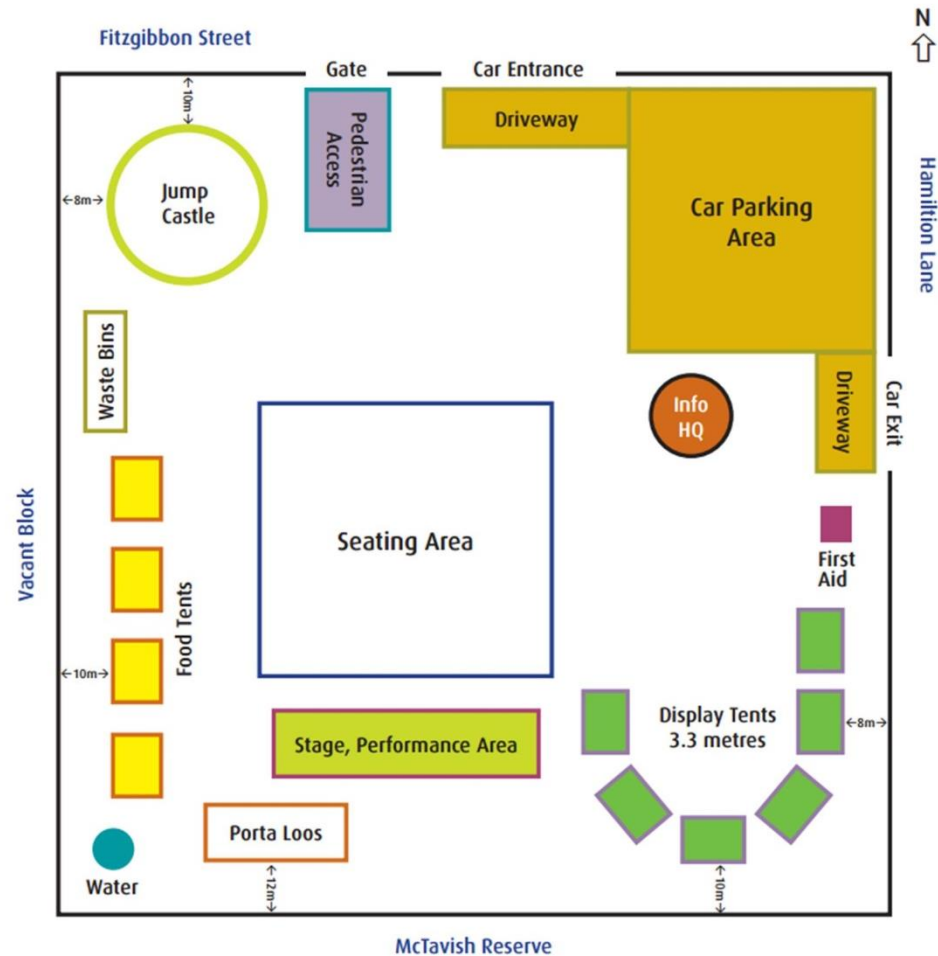 N
Fitzgibbon Street
Gate
Car Entrance
←10m→
Pedestrian
Access
Driveway
Jump
Castle
←8m→
Car Parking
Area
Hamiltion Lane
Waste Bins
Info
HQ
Driveway
Car Exit
Seating Area
Vacant Block
First
Aid
Food Tents
←10m→
Display Tents
3.3 metres
←8m→
Stage, Performance Area
Porta Loos
Water
←12m→
←10m→
McTavish Reserve